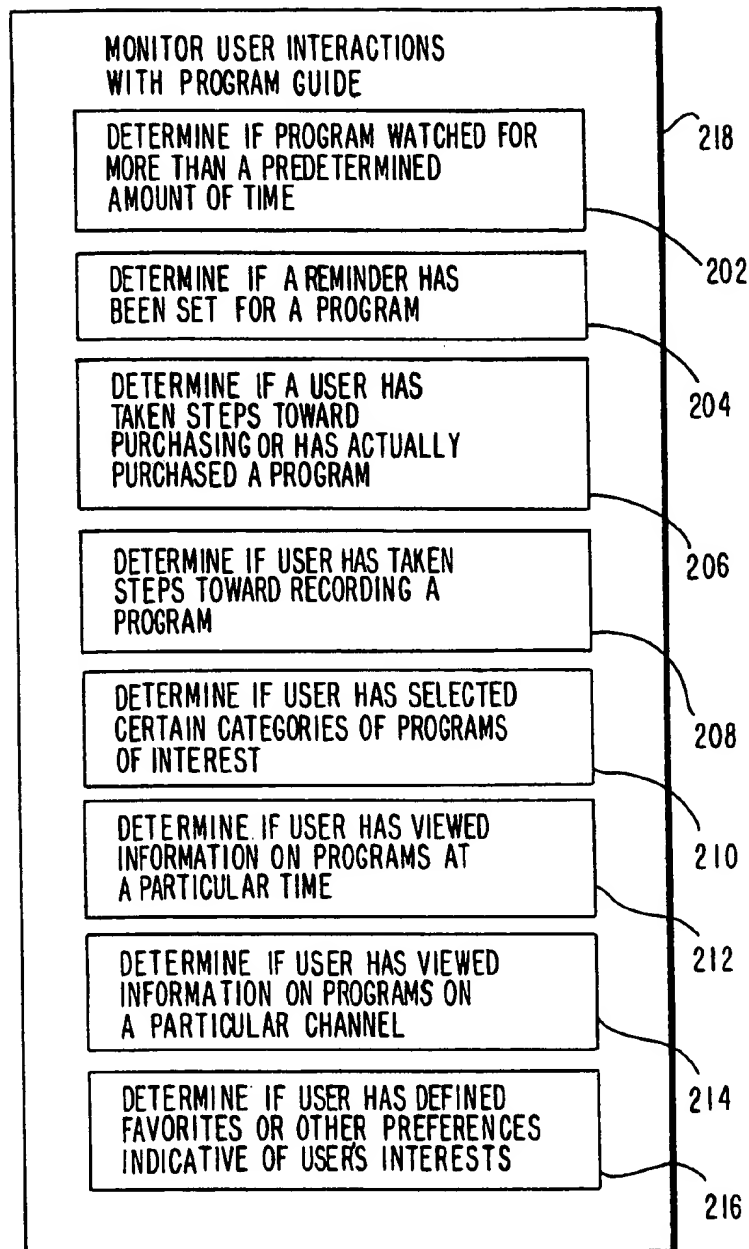 MONITOR USER INTERACTIONS
WITH PROGRAM GUIDE
218
DETERMINE IF PROGRAM WATCHED FOR
MORE THAN A PREDETERMINED
AMOUNT OF TIME
202
DETERMINE IF A REMINDER HAS
BEEN SET FOR A PROGRAM
204
DETERMINE IF A USER HAS
TAKEN STEPS TOWARD
PURCHASING OR HAS ACTUALLY
PURCHASED A PROGRAM
206
DETERMINE IF USER HAS TAKEN
STEPS TOWARD RECORDING A
PROGRAM
208
DETERMINE IF USER HAS SELECTED
CERTAIN CATEGORIES OF PROGRAMS
OF INTEREST
210
DETERMINE IF USER HAS VIEWED
INFORMATION ON PROGRAMS AT
A PARTICULAR TIME
212
DETERMINE IF USER HAS VIEWED
INFORMATION ON PROGRAMS ON
A PARTICULAR CHANNEL
214
DETERMINE IF USER HAS DEFINED
FAVORITES OR OTHER PREFERENCES
INDICATIVE OF USER'S INTERESTS
216